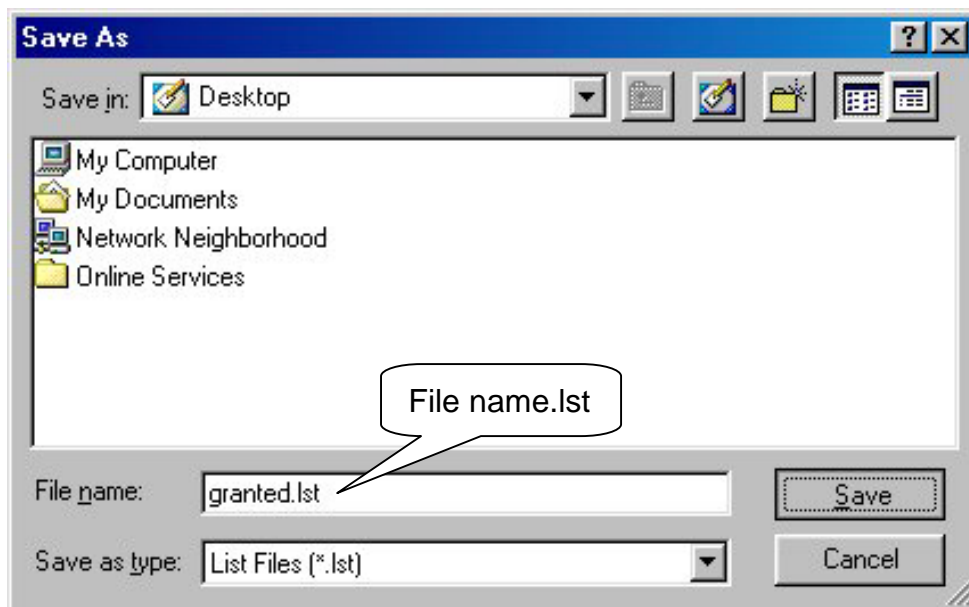 Save As
Save in: Desktop
My Computer
My Documents
Network Neighborhood
Online Services
File name.lst
File name: granted.lst Save
Save as type: List Files (*.lst) Cancel